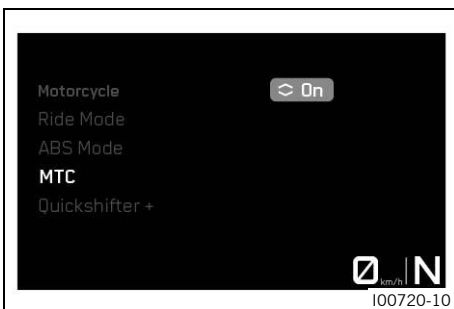 Motorcycle
On
Ride Mode
ABS Mode
MTC
Quickshifter +
0 km/h N
I00720-10